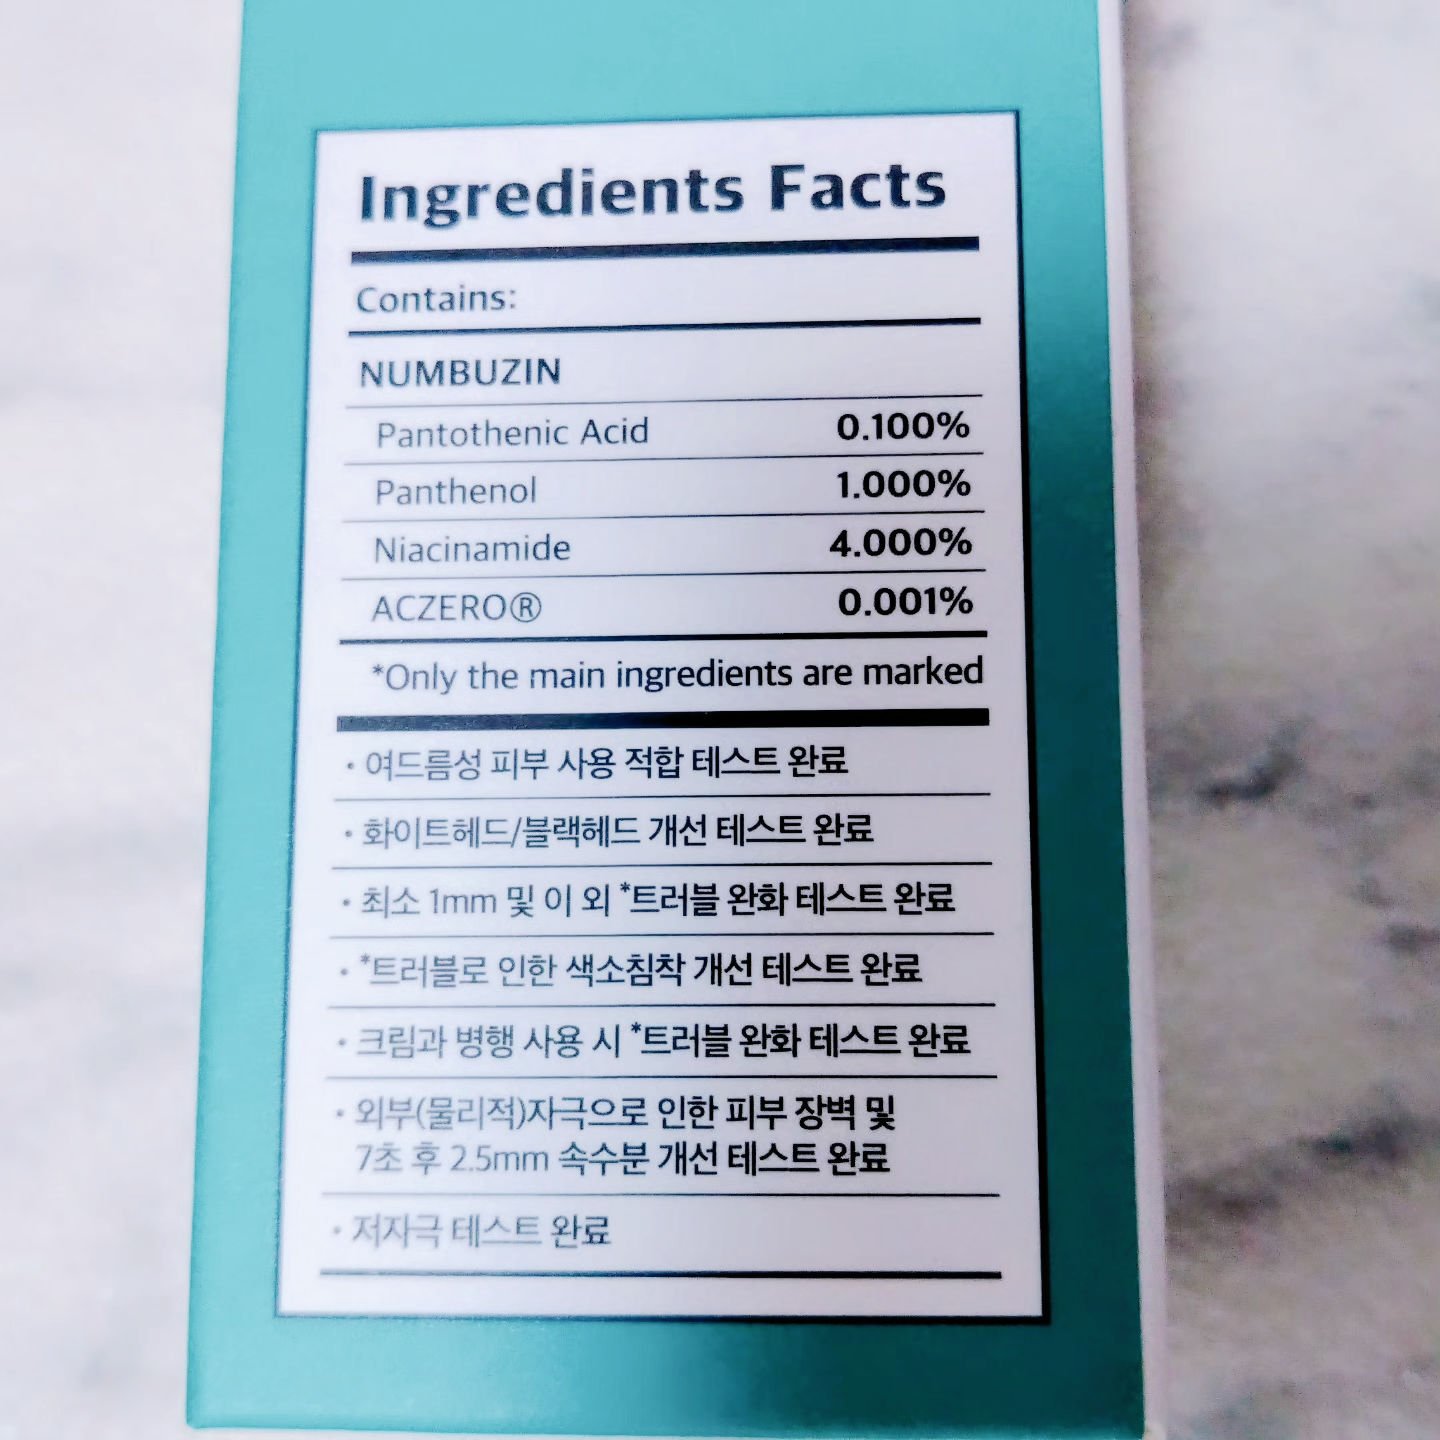 Ingredients Facts
Contains:
NUMBUZIN
Pantothenic Acid 0.100%
Panthenol 1.000%
Niacinamide 4.000%
ACZERO® 0.001%
*Only the main ingredients are marked
· 여드름성 피부 사용 적합 테스트 완료
· 화이트헤드/블랙헤드 개선 테스트 완료
· 최소 1mm 및 이 외 *트러블 완화 테스트 완료
· *트러블로 인한 색소침착 개선 테스트 완료
· 크림과 병행 사용 시 *트러블 완화 테스트 완료
· 외부(물리적)자극으로 인한 피부 장벽 및
7초 후 2.5mm 속수분 개선 테스트 완료
· 저자극 테스트 완료